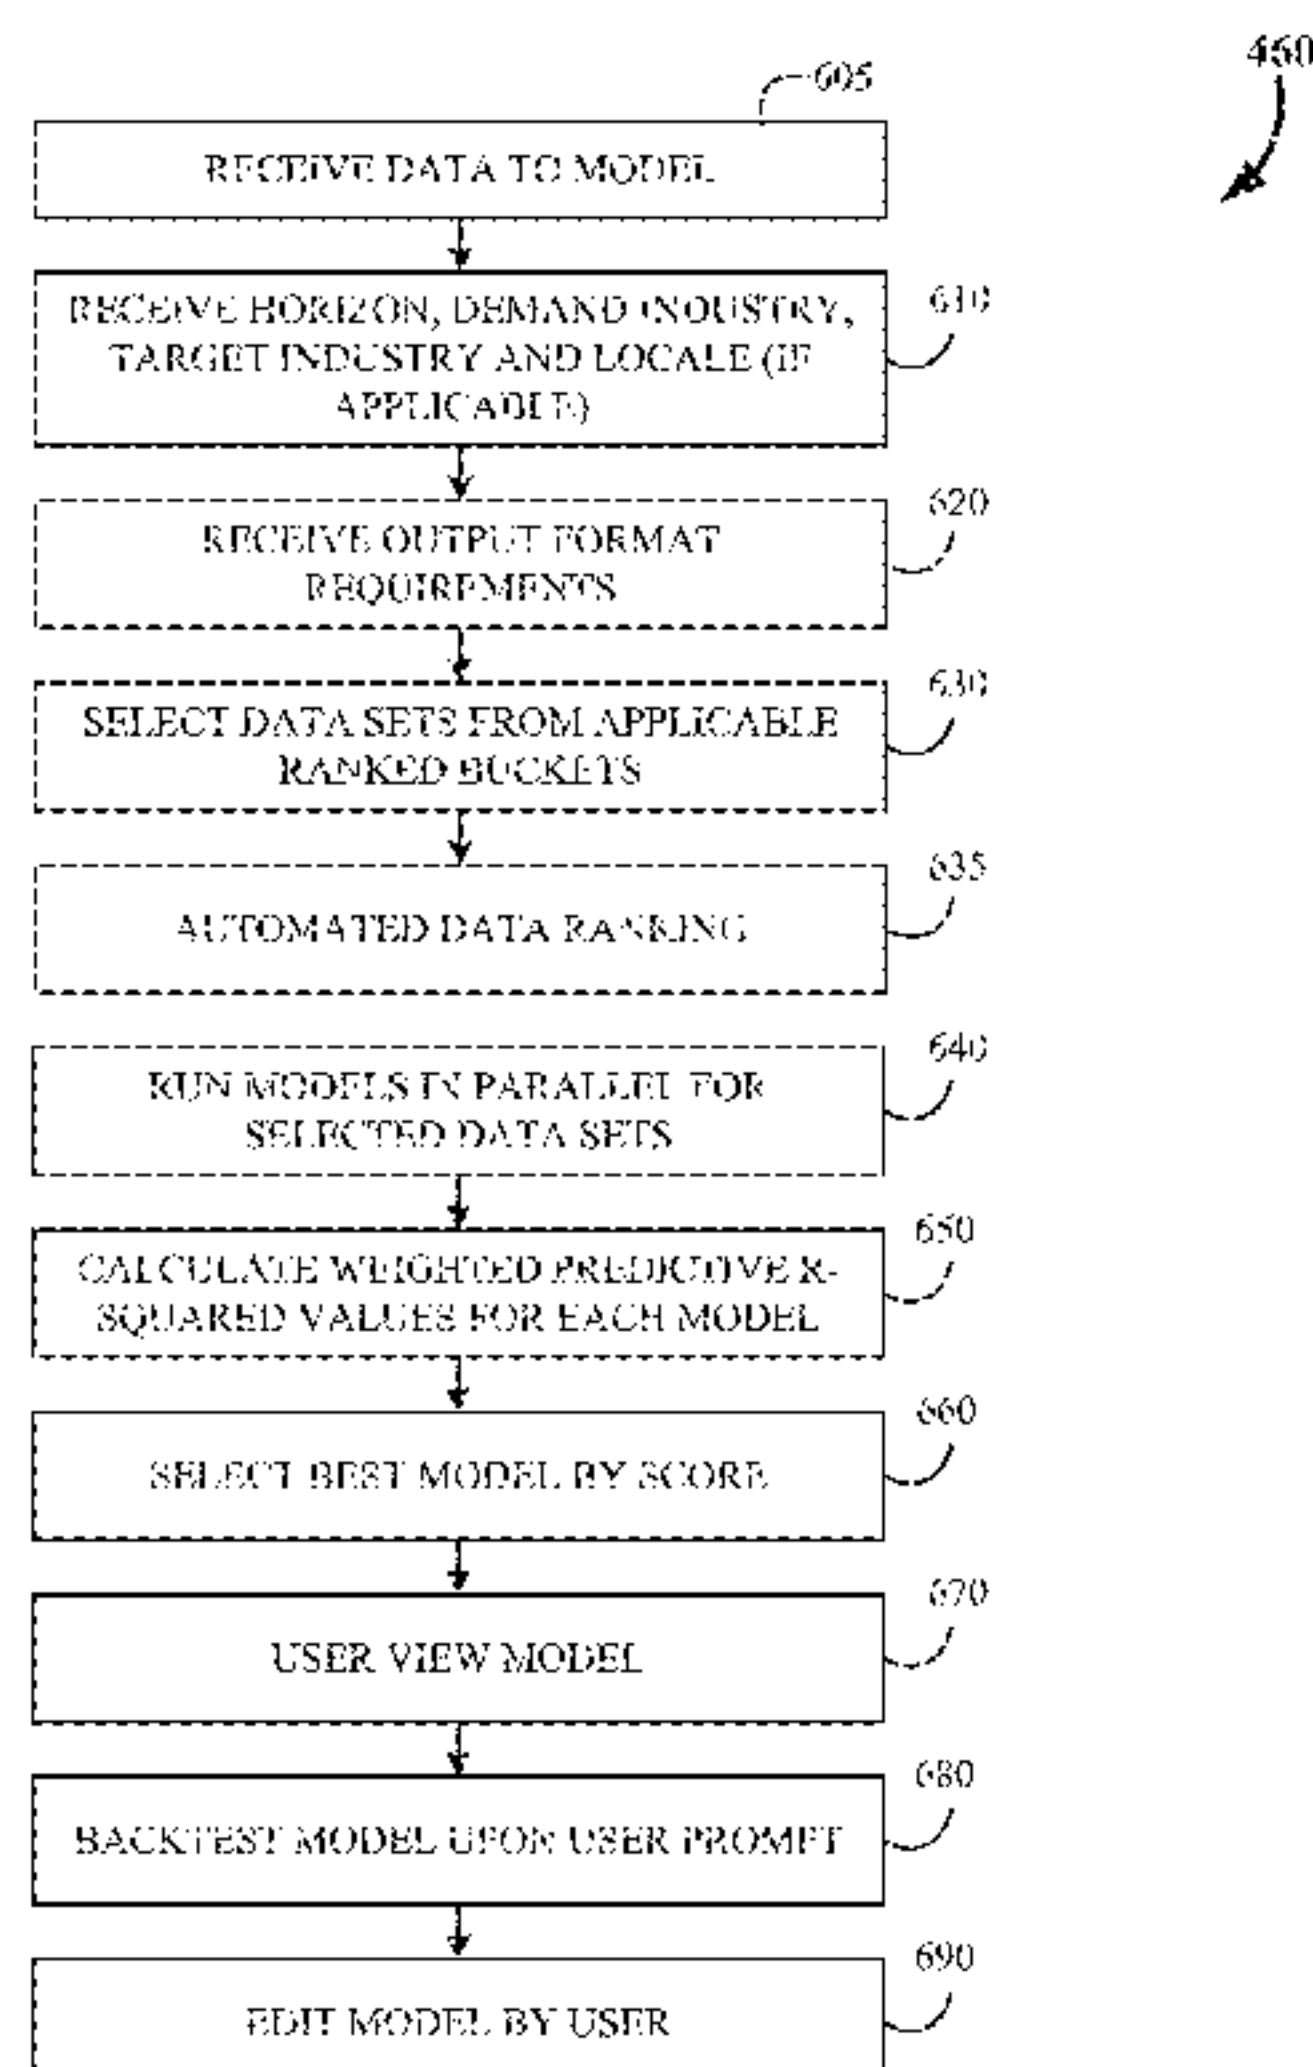 460
605
RECEIVE DATA TO MODEL
RECEIVE HORIZON, DEMAND INDUSTRY,
TARGET INDUSTRY AND LOCALE (IF
APPLICABLE)
610
RECEIVE OUTPUT FORMAT
REQUIREMENTS
620
SELECT DATA SETS FROM APPLICABLE
RANKED BUCKETS
630
AUTOMATED DATA RANKING
635
RUN MODELS IN PARALLEL FOR
SELECTED DATA SETS
640
CALCULATE WEIGHTED PREDICTIVE R-
SQUARED VALUES FOR EACH MODEL
650
SELECT BEST MODEL BY SCORE
660
USER VIEW MODEL
670
BACKTEST MODEL UPON USER PROMPT
680
EDIT MODEL BY USER
690